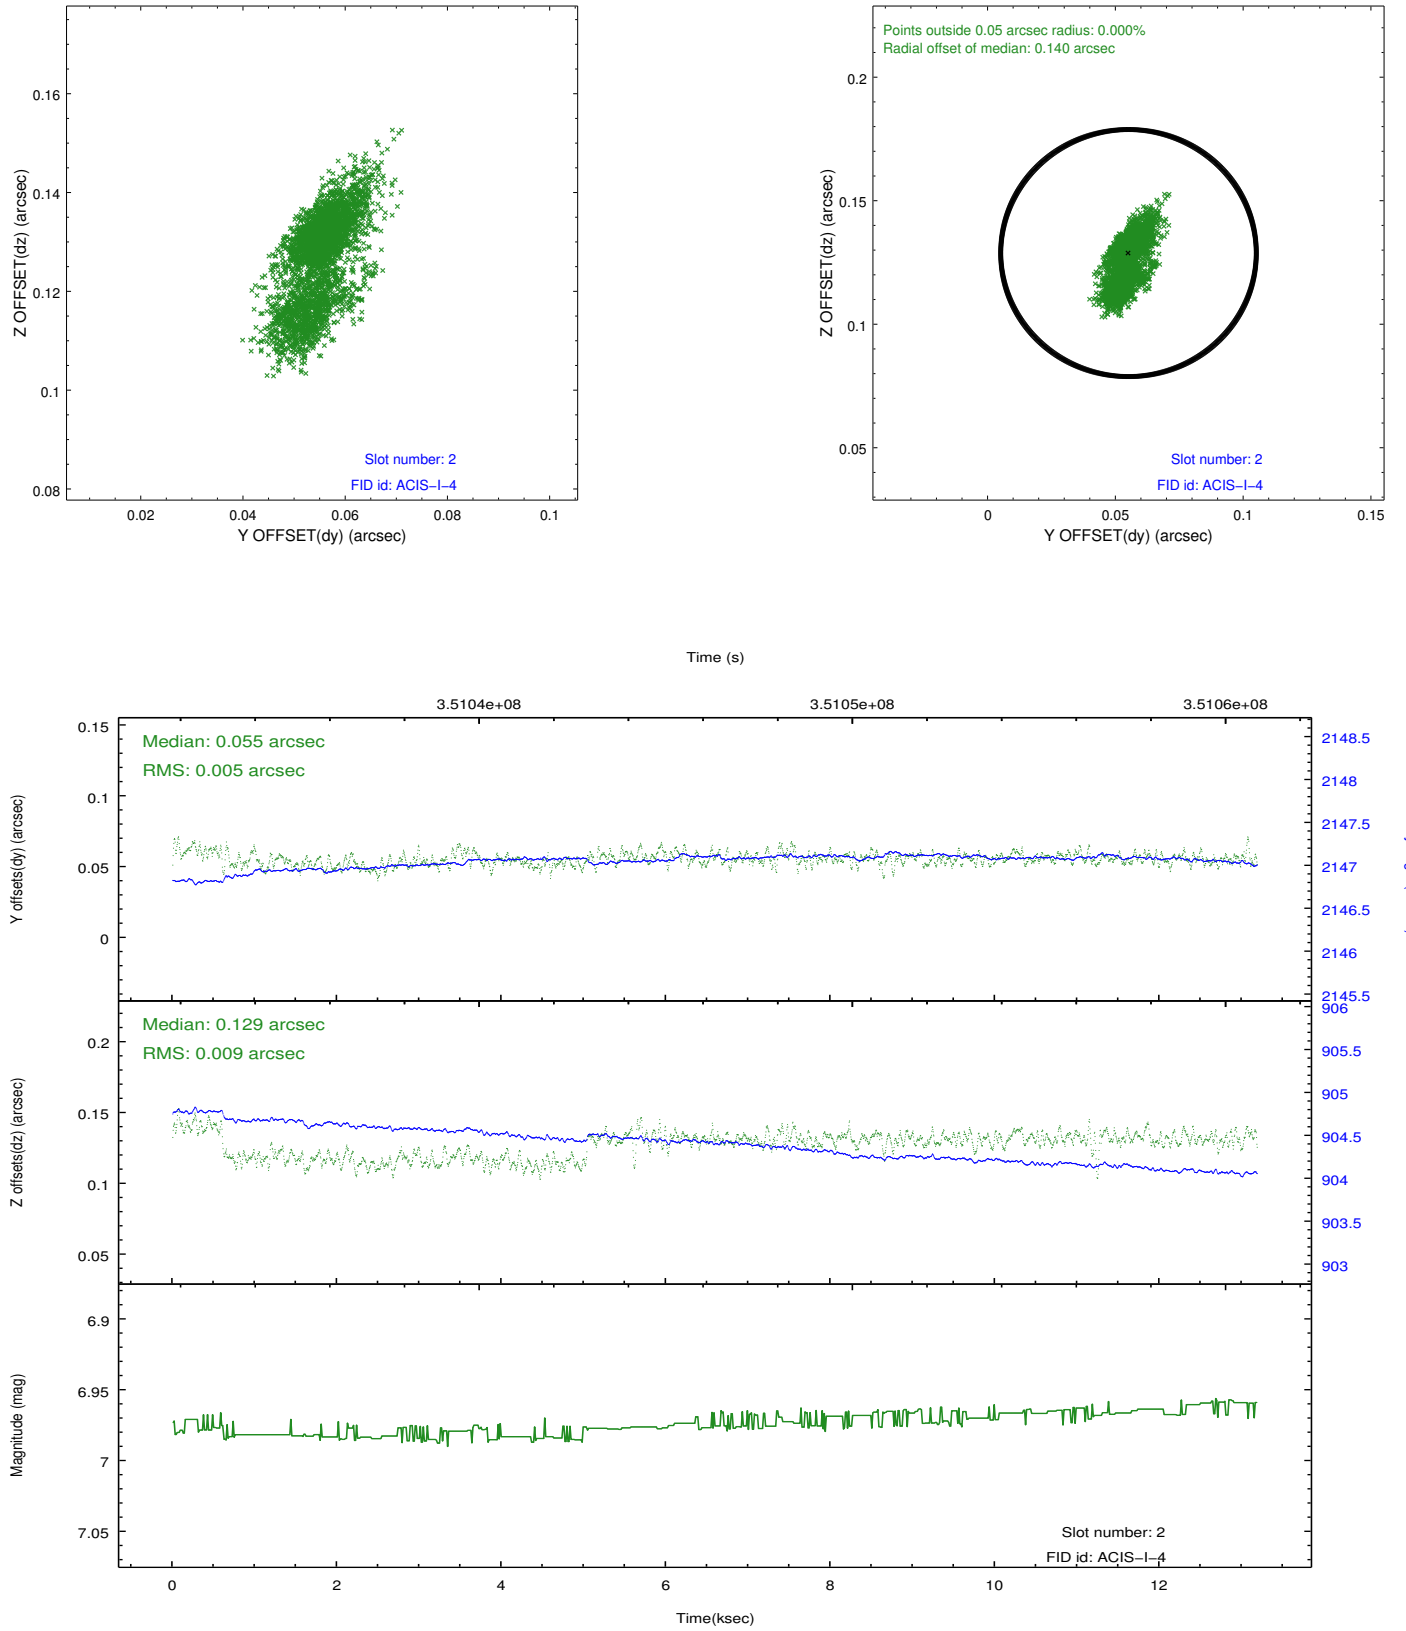 0.16
0.14
0.12
0.1
0.08
Z OFFSET(dz) (arcsec)
Slot number: 2
FID id: ACIS−I−4
0.02 0.04 0.06 0.08 0.1
Y OFFSET(dy) (arcsec)
Points outside 0.05 arcsec radius: 0.000%
Radial offset of median: 0.140 arcsec
0.2
0.15
0.1
0.05
Z OFFSET(dz) (arcsec)
Slot number: 2
FID id: ACIS−I−4
0 0.05 0.1 0.15
Y OFFSET(dy) (arcsec)
Time (s)
3.5104e+08 3.5105e+08 3.5106e+08
Median: 0.055 arcsec
RMS: 0.005 arcsec
0.15
0.1
0.05
0
Y offsets(dy) (arcsec)
2148.5
2148
2147.5
2147
2146.5
2146
2145.5
Median: 0.129 arcsec
RMS: 0.009 arcsec
0.2
0.15
0.1
0.05
Z offsets(dz) (arcsec)
906
905.5
905
904.5
904
903.5
903
6.9
6.95
7
7.05
Magnitude (mag)
Slot number: 2
FID id: ACIS−I−4
0 2 4 6 8 10 12
Time(ksec)